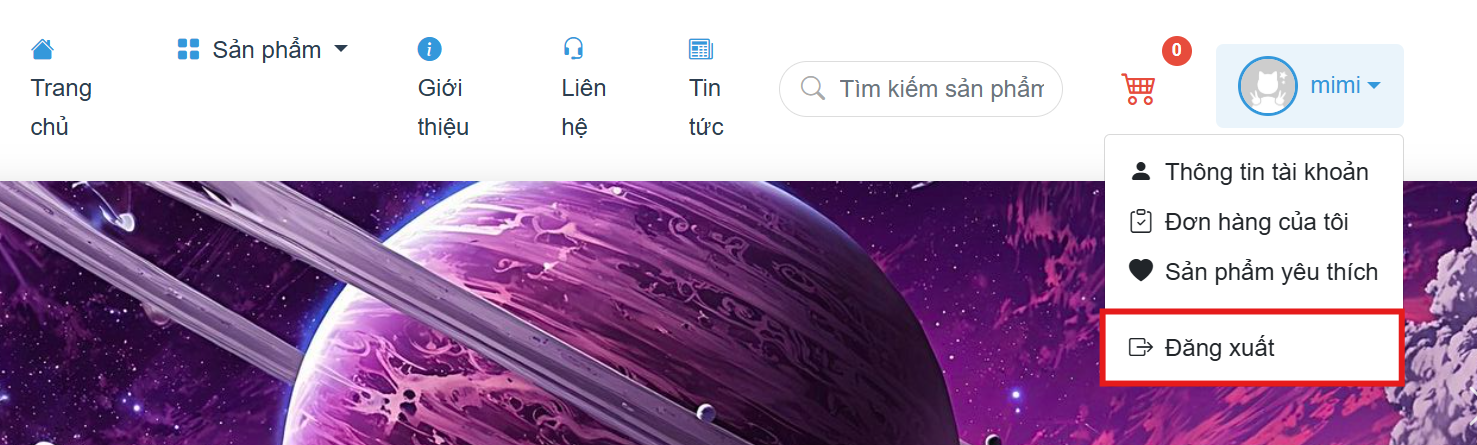 Trang
chủ
Sản phẩm
Giới
thiệu
Liên
hệ
Tin
tức
Tìm kiếm sản phẩm
0
mimi
Thông tin tài khoản
Đơn hàng của tôi
Sản phẩm yêu thích
Đăng xuất